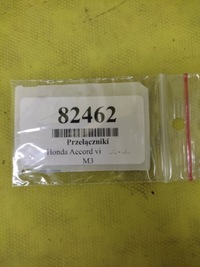 82462
Przełączniki
Honda Accord vi
M3